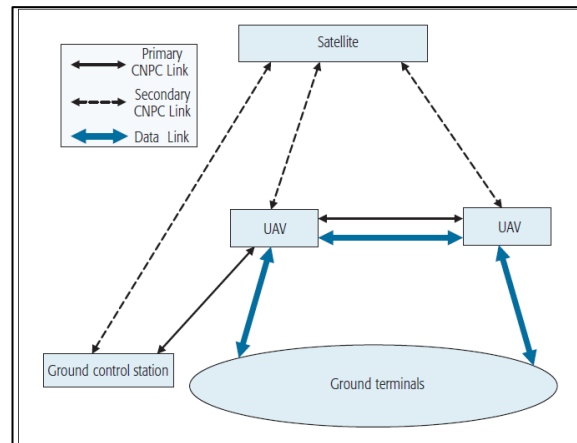 Primary
CNPC Link
Secondary
CNPC Link
Data Link
Satellite
UAV
UAV
Ground control station
Ground terminals